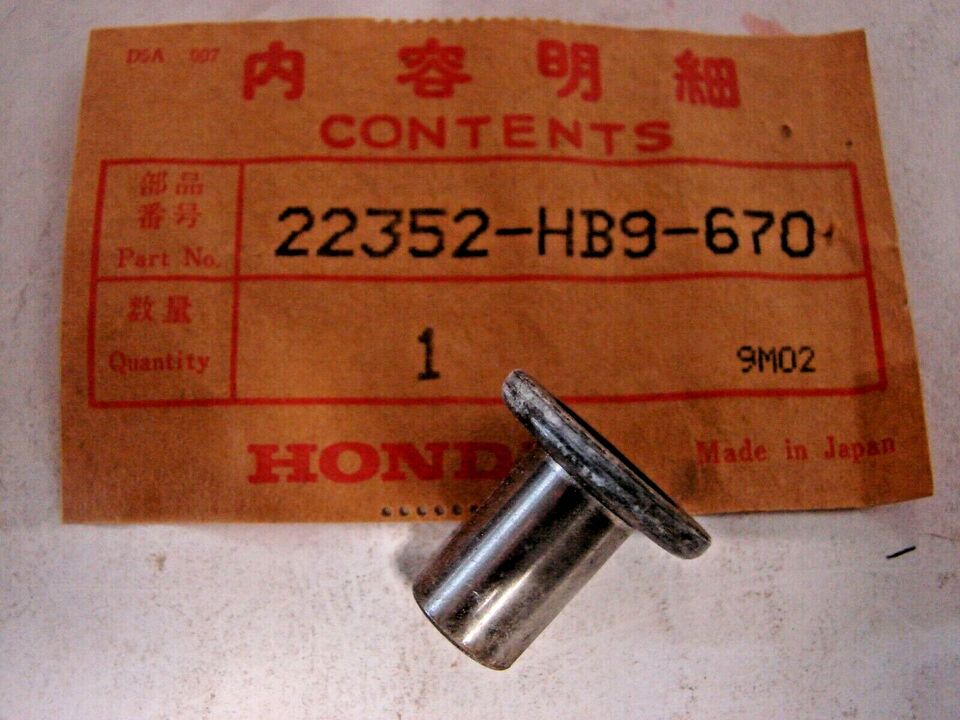 D5A 007
内容明細
CONTENTS
部品
番号
Part No.
22352-HB9-670
数量
Quantity
1
9M02
HOND
Made in Japan